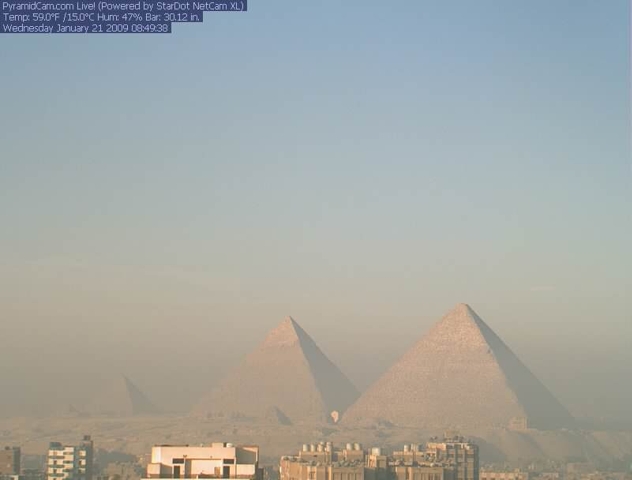 PyramidCam.com Live! (Powered by StarDot NetCam XL)
Temp: 59.0°F /15.0°C Hum: 47% Bar: 30.12 in.
Wednesday January 21 2009 08:49:38